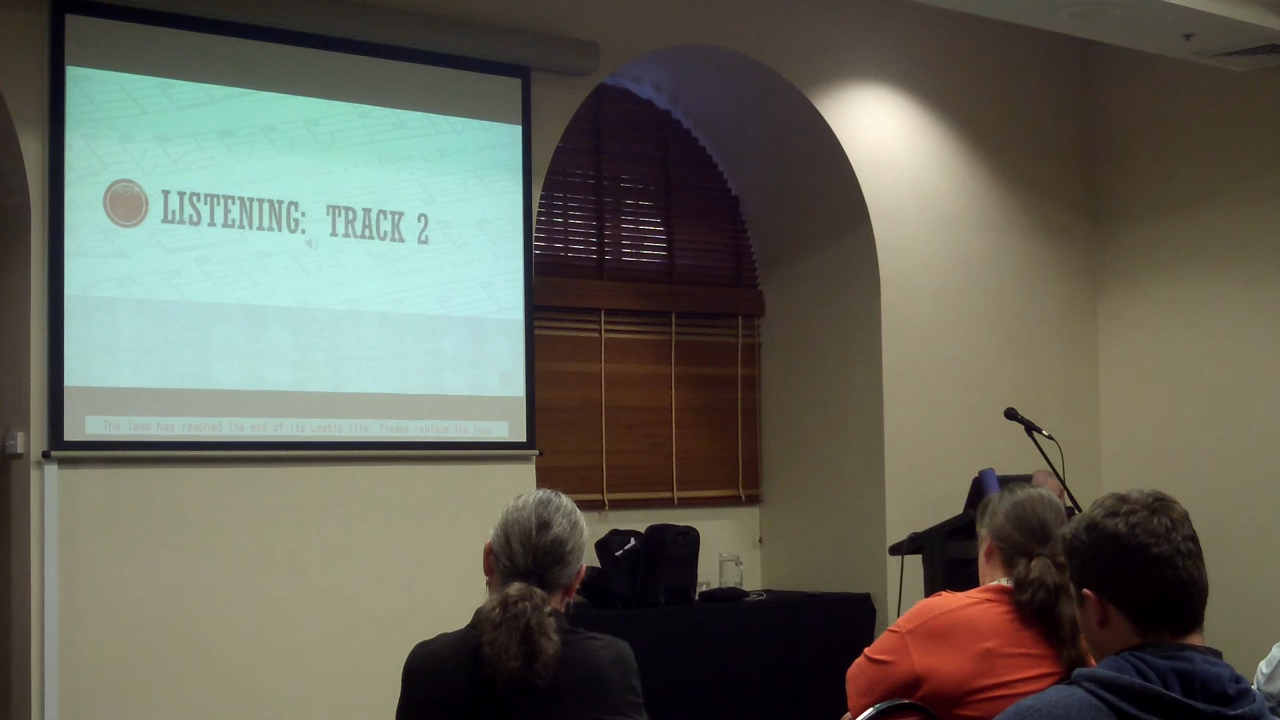 LISTENING: TRACK 2
The lamp has reached the end of its usable life. Please replace the lamp.